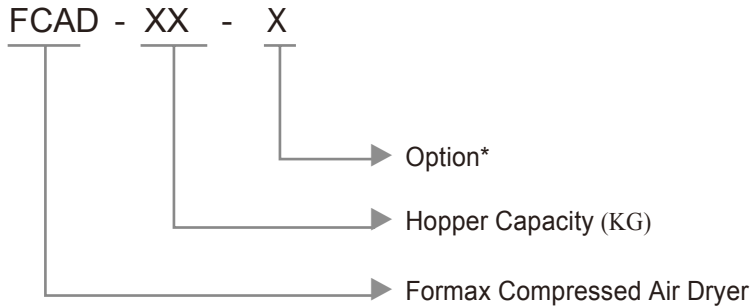 FCAD - XX - X
Option*
Hopper Capacity (KG)
Formax Compressed Air Dryer